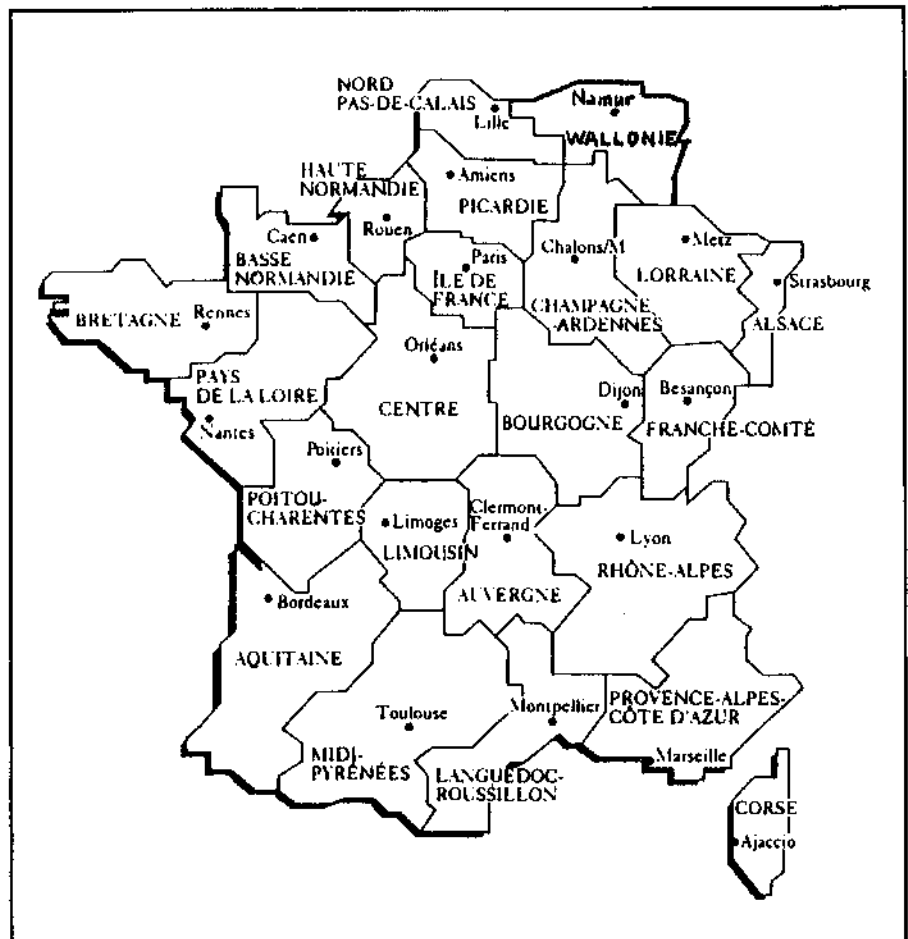 NORD
PAS-DE-CALAIS
Lille
Namur
WALLONIE
HAUTE
NORMANDIE
Rouen
Amiens
PICARDIE
Caen
BASSE
NORMANDIE
Paris
ÎLE DE
FRANCE
Chalons/M
CHAMPAGNE
-ARDENNES
Metz
LORRAINE
Strasbourg
ALSACE
BRETAGNE
Rennes
PAYS
DE LA LOIRE
Nantes
Orléans
CENTRE
Dijon
BOURGOGNE
Besançon
FRANCHE-COMTÉ
Poitiers
POITOU-
CHARENTES
Limoges
LIMOUSIN
Clermont-
Ferrand
AUVERGNE
Lyon
RHÔNE-ALPES
Bordeaux
AQUITAINE
Toulouse
MIDI-
PYRÉNÉES
Montpellier
LANGUEDOC-
ROUSSILLON
PROVENCE-ALPES-
CÔTE D'AZUR
Marseille
CORSE
Ajaccio